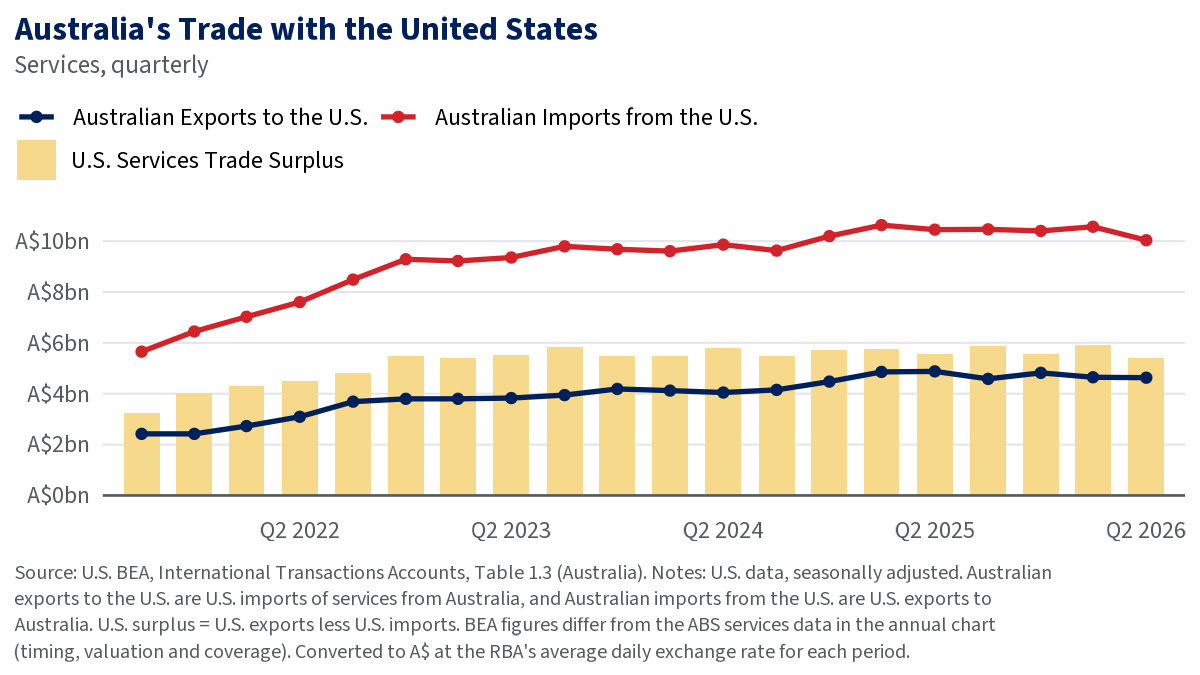 Australia's Trade with the United States
Services, quarterly
Australian Exports to the U.S. Australian Imports from the U.S.
U.S. Services Trade Surplus
A$10bn
A$8bn
A$6bn
A$4bn
A$2bn
A$0bn
Q2 2022 Q2 2023 Q2 2024 Q2 2025 Q2 2026
Source: U.S. BEA, International Transactions Accounts, Table 1.3 (Australia). Notes: U.S. data, seasonally adjusted. Australian
exports to the U.S. are U.S. imports of services from Australia, and Australian imports from the U.S. are U.S. exports to
Australia. U.S. surplus = U.S. exports less U.S. imports. BEA figures differ from the ABS services data in the annual chart
(timing, valuation and coverage). Converted to A$ at the RBA's average daily exchange rate for each period.